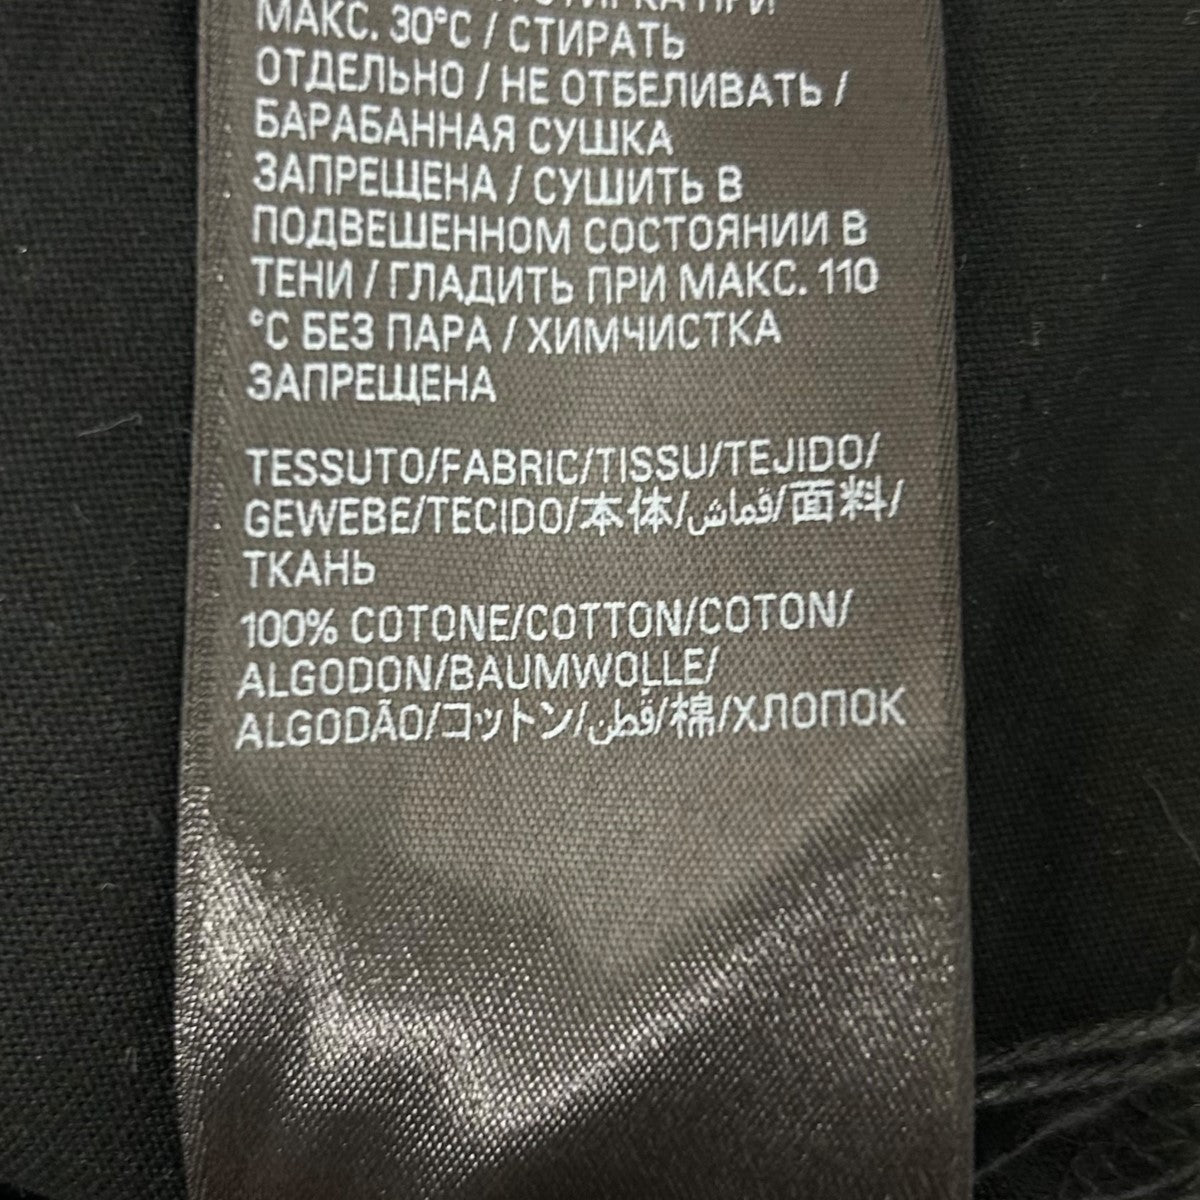 СТИРКА ПРИ
МАКС. 30°C / СТИРАТЬ
ОТДЕЛЬНО / НЕ ОТБЕЛИВАТЬ /
БАРАБАННАЯ СУШКА
ЗАПРЕЩЕНА / СУШИТЬ В
ПОДВЕШЕННОМ СОСТОЯНИИ В
ТЕНИ / ГЛАДИТЬ ПРИ МАКС. 110
°C БЕЗ ПАРА / ХИМЧИСТКА
ЗАПРЕЩЕНА
TESSUTO/FABRIC/TISSU/TEJIDO/
GEWEBE/TECIDO/本体/قماش/面料/
ТКАНЬ
100% COTONE/COTTON/COTON/
ALGODON/BAUMWOLLE/
ALGODÃO/コットン/قطن/棉/ХЛОПОК